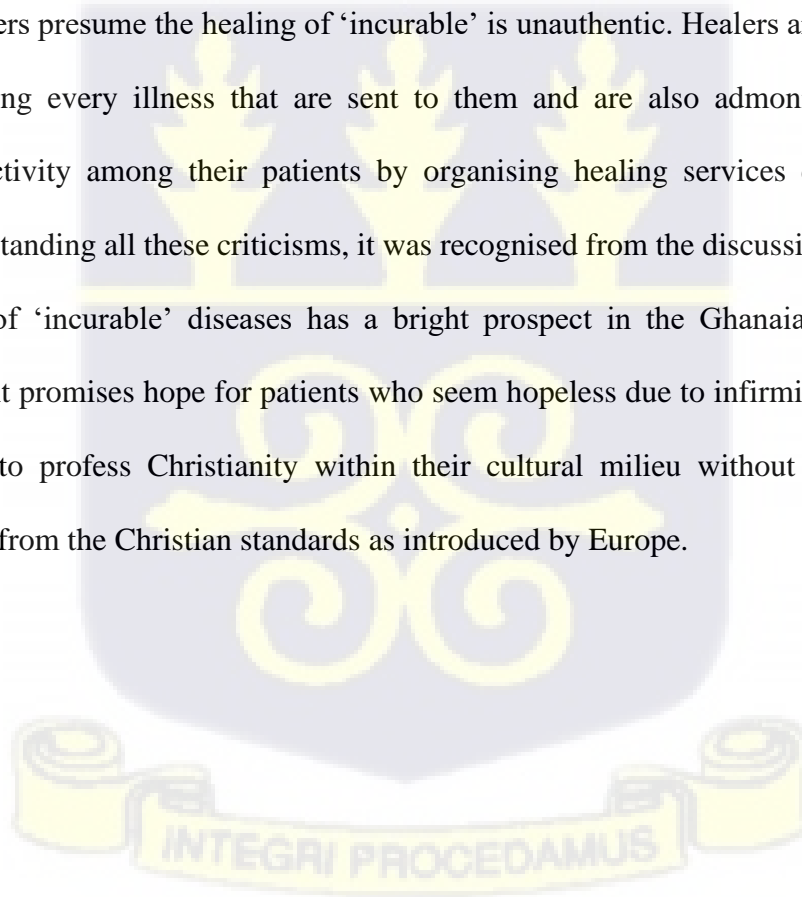 ers presume the healing of ‘incurable’ is unauthentic. Healers a
ng every illness that are sent to them and are also admon
ctivity among their patients by organising healing services
standing all these criticisms, it was recognised from the discussi
of ‘incurable’ diseases has a bright prospect in the Ghanaia
t promises hope for patients who seem hopeless due to infirmi
to profess Christianity within their cultural milieu without
from the Christian standards as introduced by Europe.
INTEGRI PROCEDAMUS